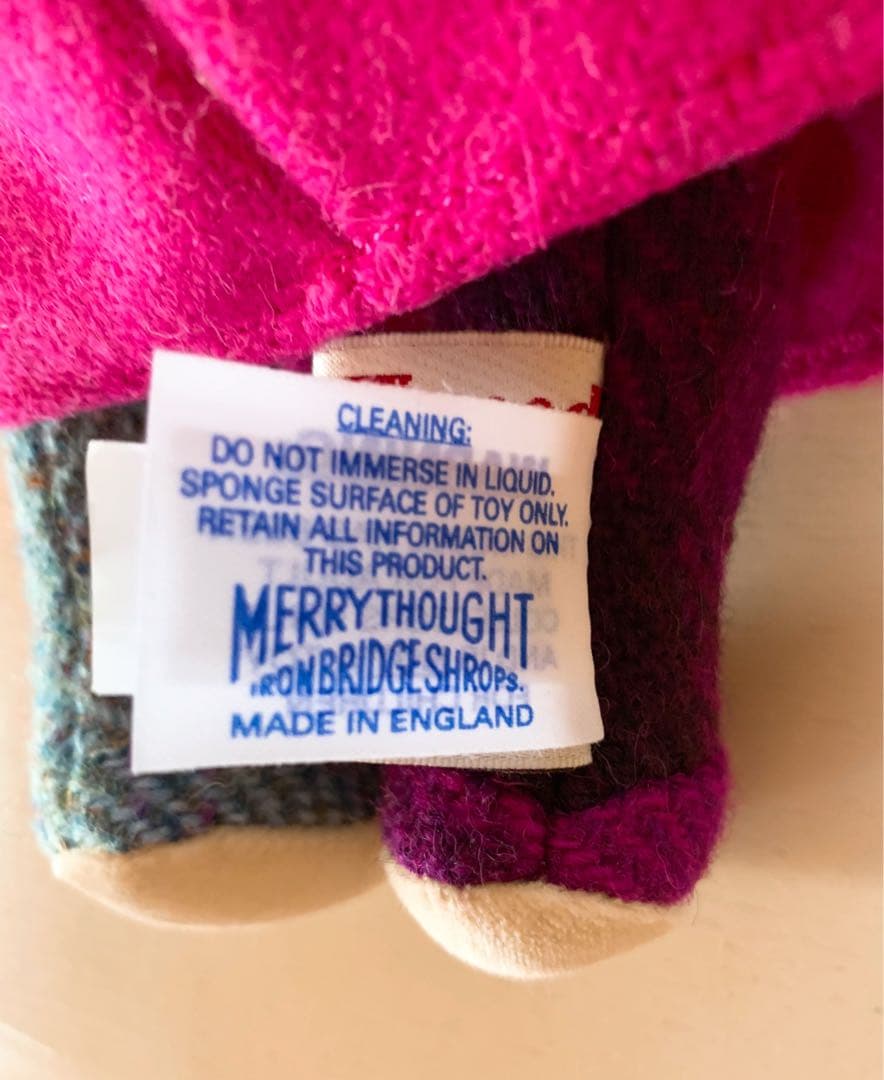 CLEANING:
DO NOT IMMERSE IN LIQUID.
SPONGE SURFACE OF TOY ONLY.
RETAIN ALL INFORMATION ON
THIS PRODUCT.
MERRYTHOUGHT
IRONBRIDGE SHROPS.
MADE IN ENGLAND